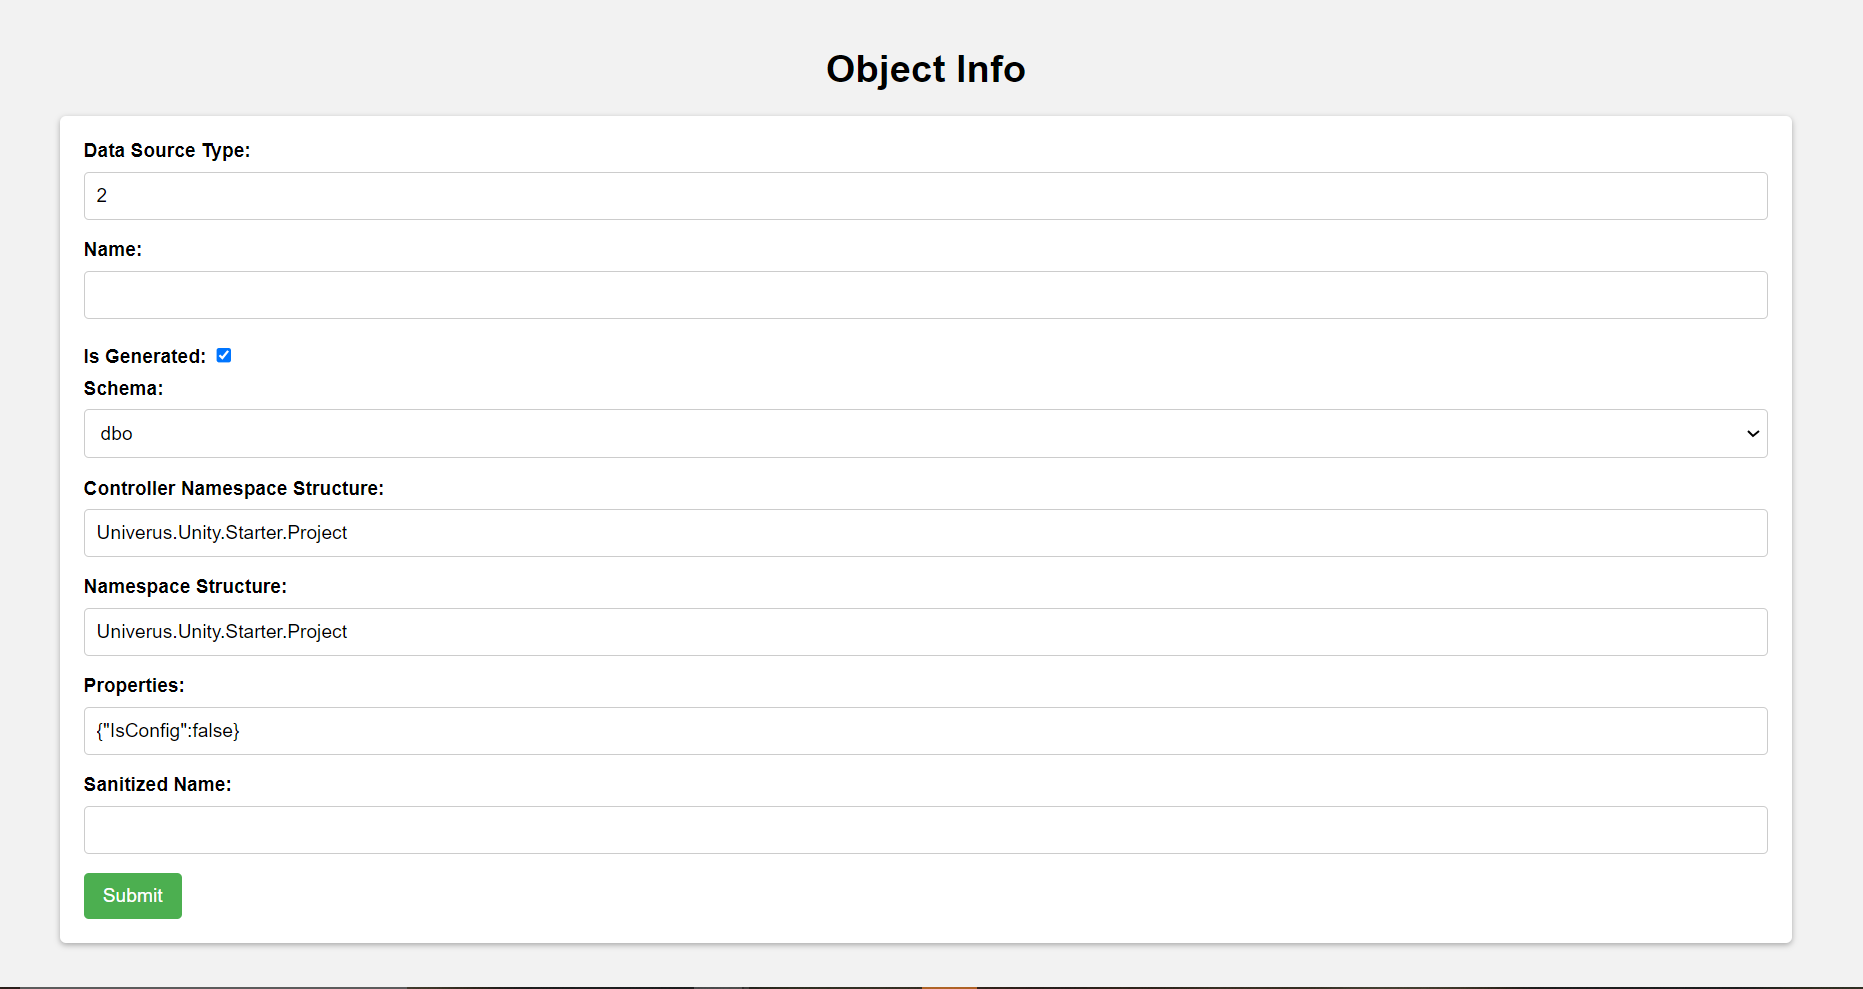 Object Info
Data Source Type:
2
Name:
Is Generated:
Schema:
dbo
Controller Namespace Structure:
Univerus.Unity.Starter.Project
Namespace Structure:
Univerus.Unity.Starter.Project
Properties:
{"IsConfig":false}
Sanitized Name:
Submit